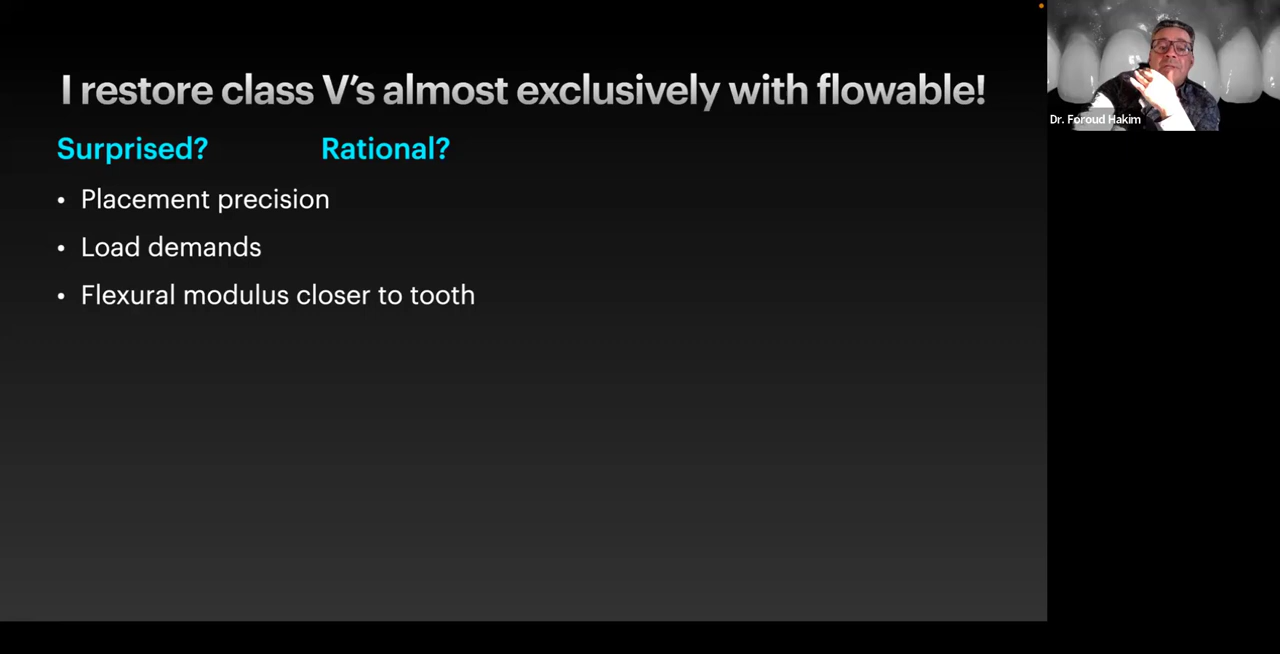 I restore class V's almost exclusively with flowable!
Surprised? Rational?
• Placement precision
• Load demands
• Flexural modulus closer to tooth
Dr. Foroud Hakim